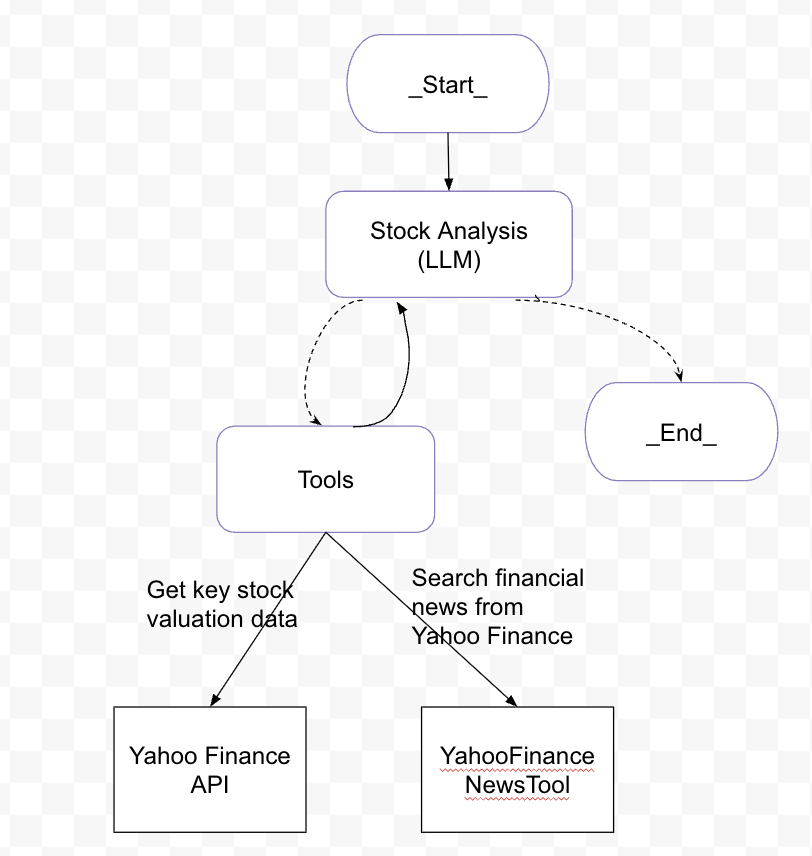 _Start_
Stock Analysis
(LLM)
_End_
Tools
Get key stock
valuation data
Search financial
news from
Yahoo Finance
Yahoo Finance
API
YahooFinance
NewsTool